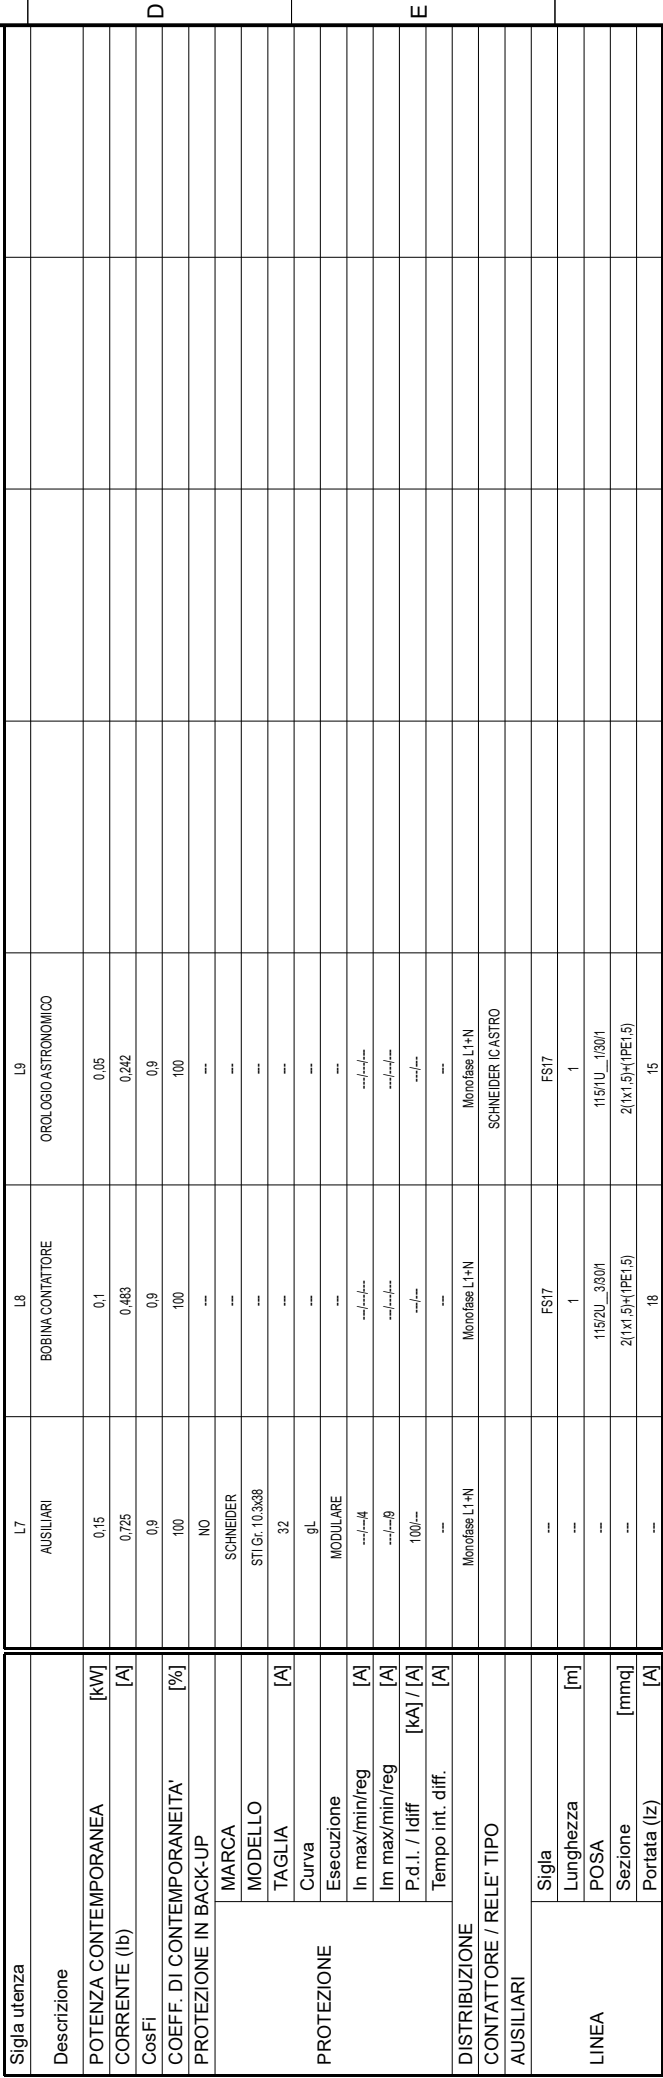 D E
Sigla utenza L7 L8 L9
Descrizione AUSILIARI BOBINA CONTATTORE OROLOGIO ASTRONOMICO
POTENZA CONTEMPORANEA [kW] 0,15 0,1 0,05
CORRENTE (Ib) [A] 0,725 0,483 0,242
CosFi 0,9 0,9 0,9
COEFF. DI CONTEMPORANEITA' [%] 100 100 100
PROTEZIONE IN BACK-UP NO --- ---
PROTEZIONE
MARCA SCHNEIDER --- ---
MODELLO STI Gr. 10.3x38 --- ---
TAGLIA [A] 32 --- ---
Curva gL --- ---
Esecuzione MODULARE --- ---
In max/min/reg [A] ---/---/4 ---/---/--- ---/---/---
Im max/min/reg [A] ---/---/9 ---/---/--- ---/---/---
P.d.I. / Idiff [kA] / [A] 100/--- ---/--- ---/---
Tempo int. diff. [A] --- --- ---
DISTRIBUZIONE Monofase L1+N Monofase L1+N Monofase L1+N
CONTATTORE / RELE' TIPO SCHNEIDER IC ASTRO
AUSILIARI
LINEA
Sigla --- FS17 FS17
Lunghezza [m] --- 1 1
POSA --- 115/2U__3/30/1 115/1U__1/30/1
Sezione [mmq] --- 2(1x1,5)+(1PE1,5) 2(1x1,5)+(1PE1,5)
Portata (Iz) [A] --- 18 15